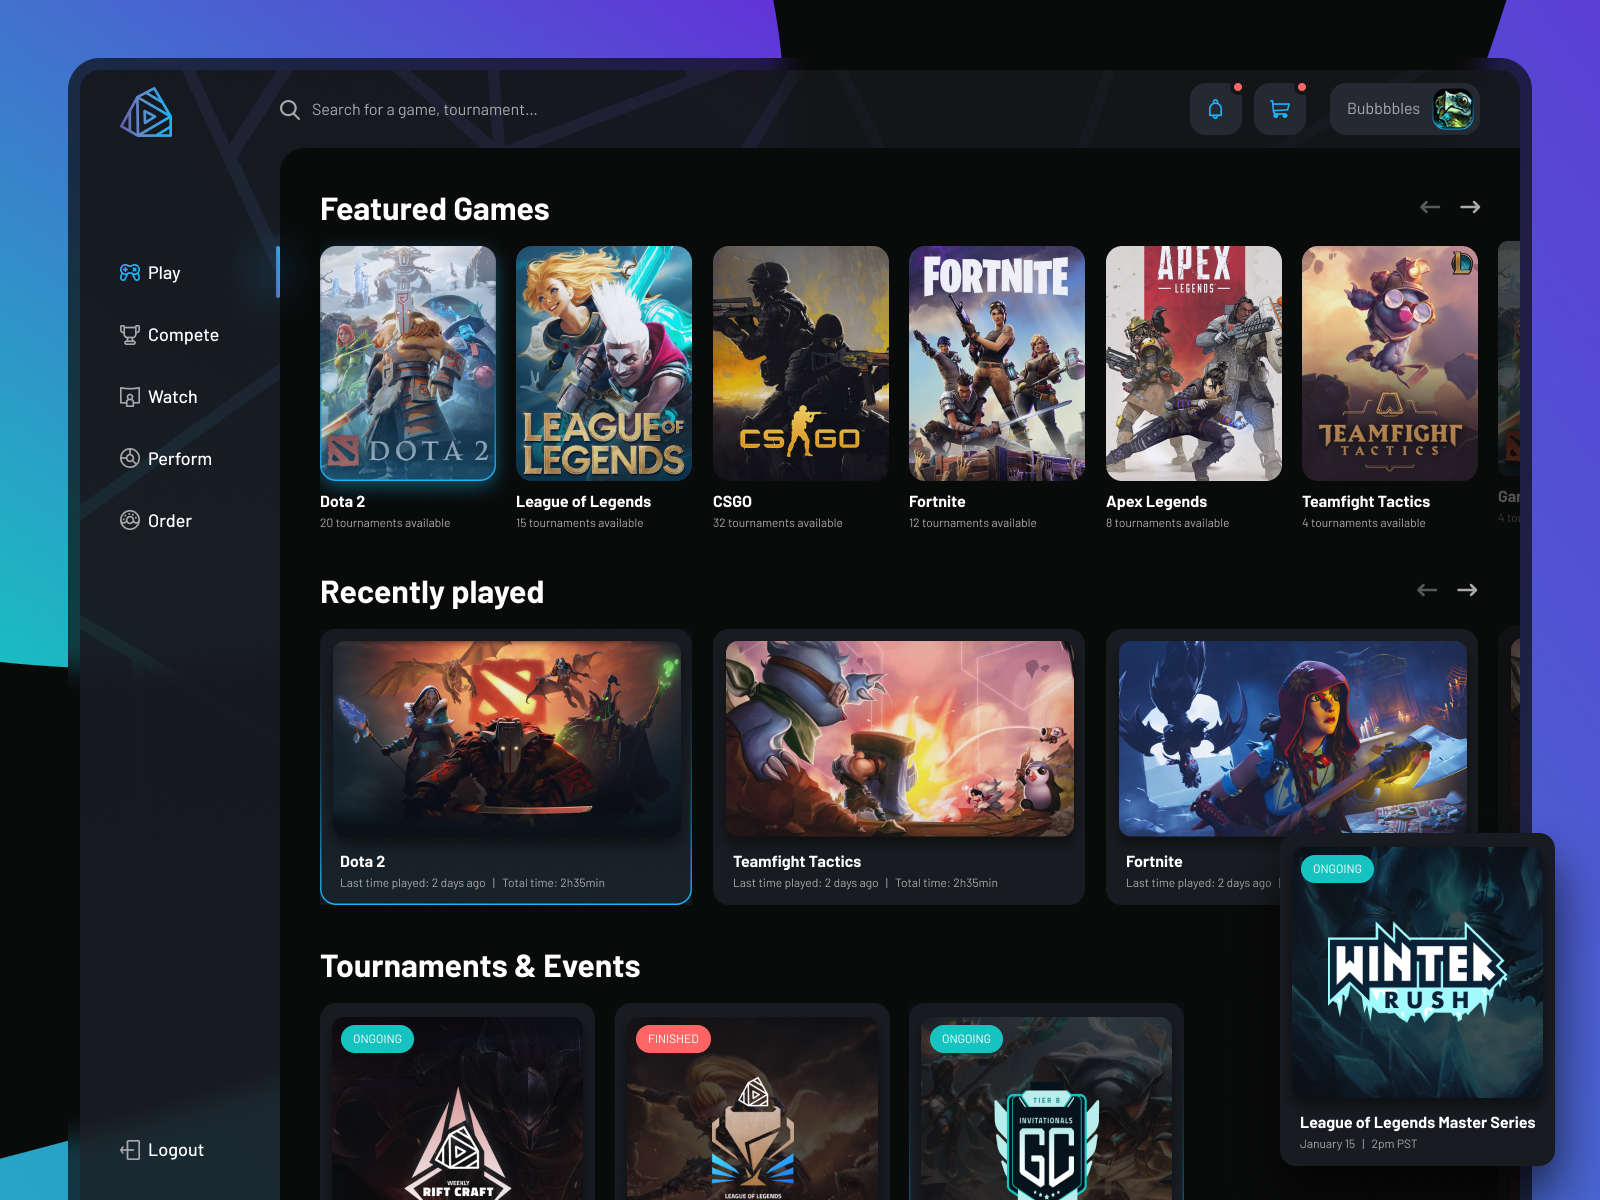 Search for a game, tournament...
Bubbbbles
Play
Compete
Watch
Perform
Order
Logout
Featured Games
DOTA 2
LEAGUE OF
LEGENDS
CS GO
FORTNITE
APEX
LEGENDS
TEAMFIGHT
TACTICS
Dota 2
20 tournaments available
League of Legends
15 tournaments available
CSGO
32 tournaments available
Fortnite
12 tournaments available
Apex Legends
8 tournaments available
Teamfight Tactics
4 tournaments available
Recently played
Dota 2
Last time played: 2 days ago | Total time: 2h35min
Teamfight Tactics
Last time played: 2 days ago | Total time: 2h35min
Fortnite
Last time played: 2 days ago |
Tournaments & Events
ONGOING
WEEKLY
RIFT CRAFT
FINISHED
LEAGUE OF LEGENDS
ONGOING
TIER B
INVITATIONALS
GC
ONGOING
WINTER
RUSH
League of Legends Master Series
January 15 | 2pm PST